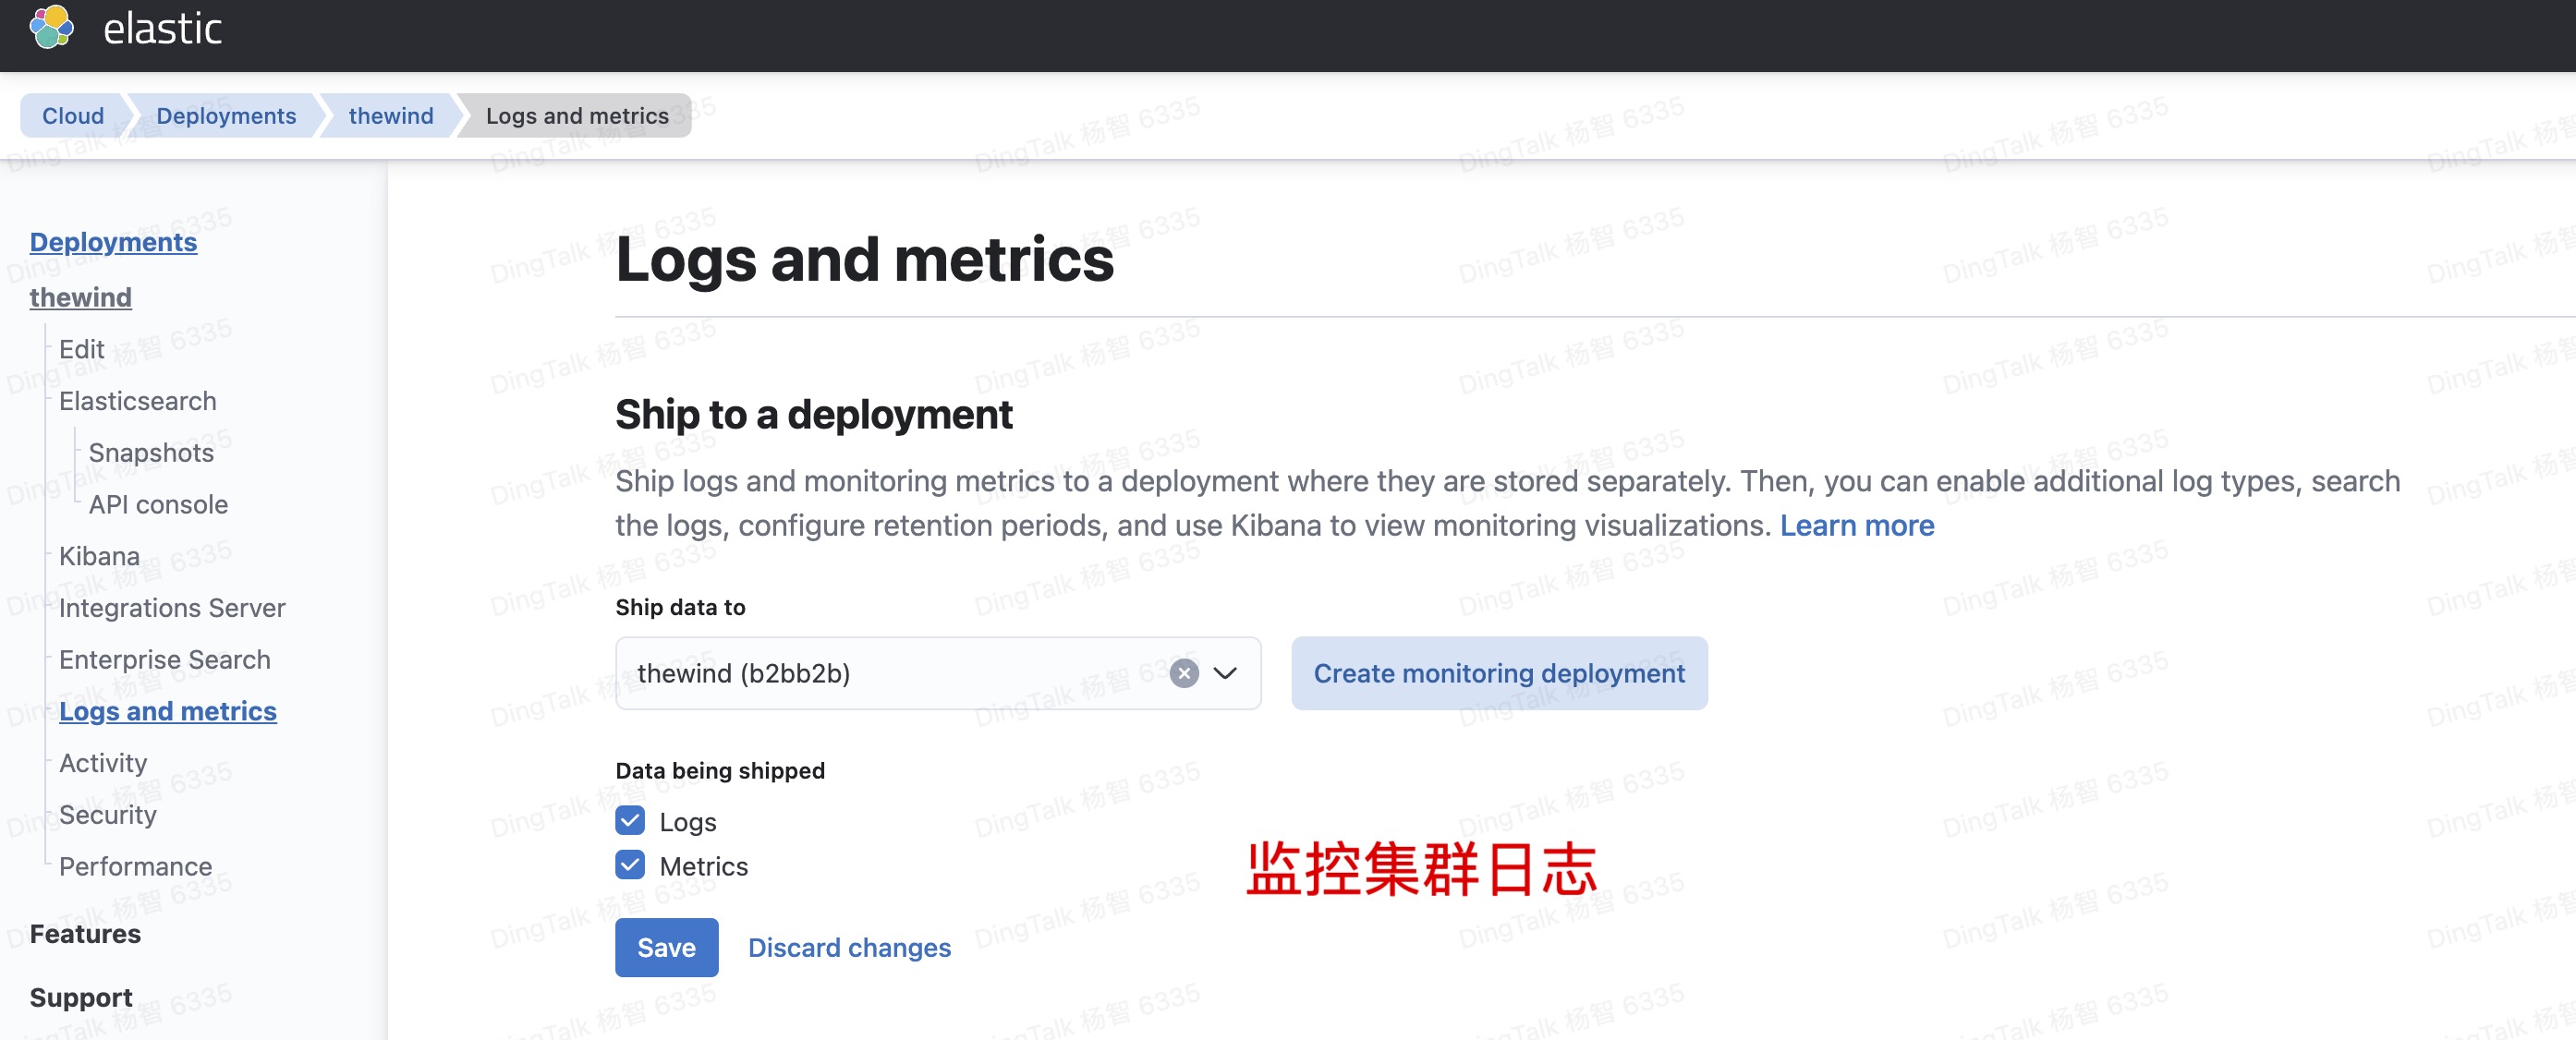 elastic
Cloud
Deployments
thewind
Logs and metrics
Deployments
thewind
Edit
Elasticsearch
Snapshots
API console
Kibana
Integrations Server
Enterprise Search
Logs and metrics
Activity
Security
Performance
Features
Support
Logs and metrics
Ship to a deployment
Ship logs and monitoring metrics to a deployment where they are stored separately. Then, you can enable additional log types, search
the logs, configure retention periods, and use Kibana to view monitoring visualizations. Learn more
Ship data to
thewind (b2bb2b)
Create monitoring deployment
Data being shipped
Logs
Metrics
监控集群日志
Save
Discard changes
DingTalk 杨智 6335